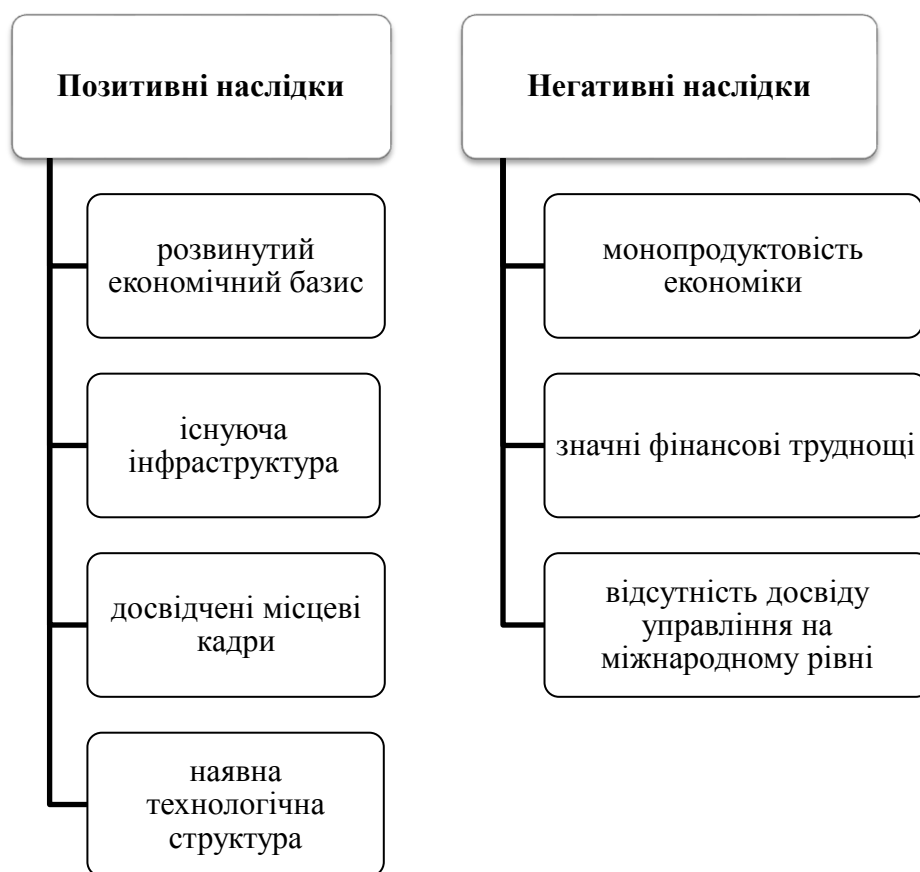 Позитивні наслідки
розвинутий
економічний базис
існуюча
інфраструктура
досвідчені місцеві
кадри
наявна
технологічна
структура
Негативні наслідки
монопродуктовість
економіки
значні фінансові труднощі
відсутність досвіду
управління на
міжнародному рівні